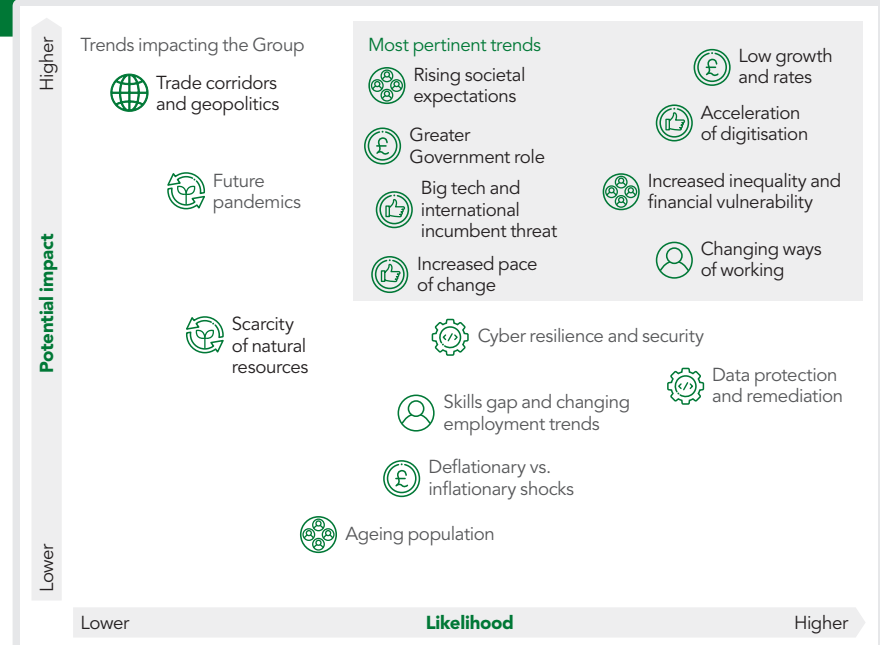 Higher
Potential impact
Lower
Trends impacting the Group
Trade corridors
and geopolitics
Future
pandemics
Scarcity
of natural
resources
Most pertinent trends
Rising societal
expectations
Greater
Government role
Big tech and
international
incumbent threat
Increased pace
of change
Low growth
and rates
Acceleration
of digitisation
Increased inequality and
financial vulnerability
Changing ways
of working
Cyber resilience and security
Data protection
and remediation
Skills gap and changing
employment trends
Deflationary vs.
inflationary shocks
Ageing population
Lower
Likelihood
Higher